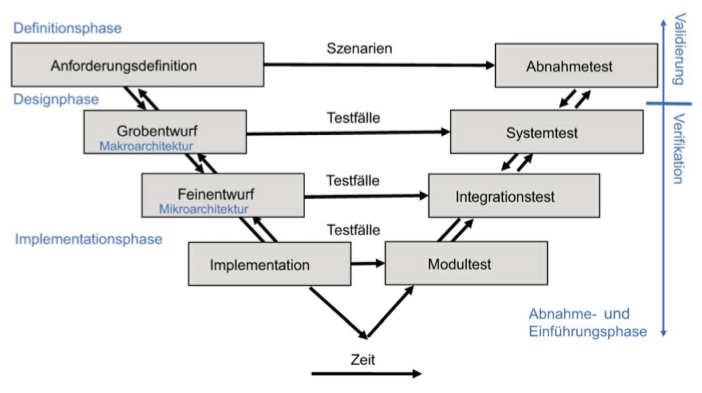 Definitionsphase
Anforderungsdefinition
Szenarien
Abnahmetest
Validierung
Designphase
Grobentwurf
Makroarchitektur
Testfälle
Systemtest
Verifikation
Feinentwurf
Mikroarchitektur
Testfälle
Integrationstest
Implementationsphase
Testfälle
Implementation
Modultest
Abnahme- und
Einführungsphase
Zeit